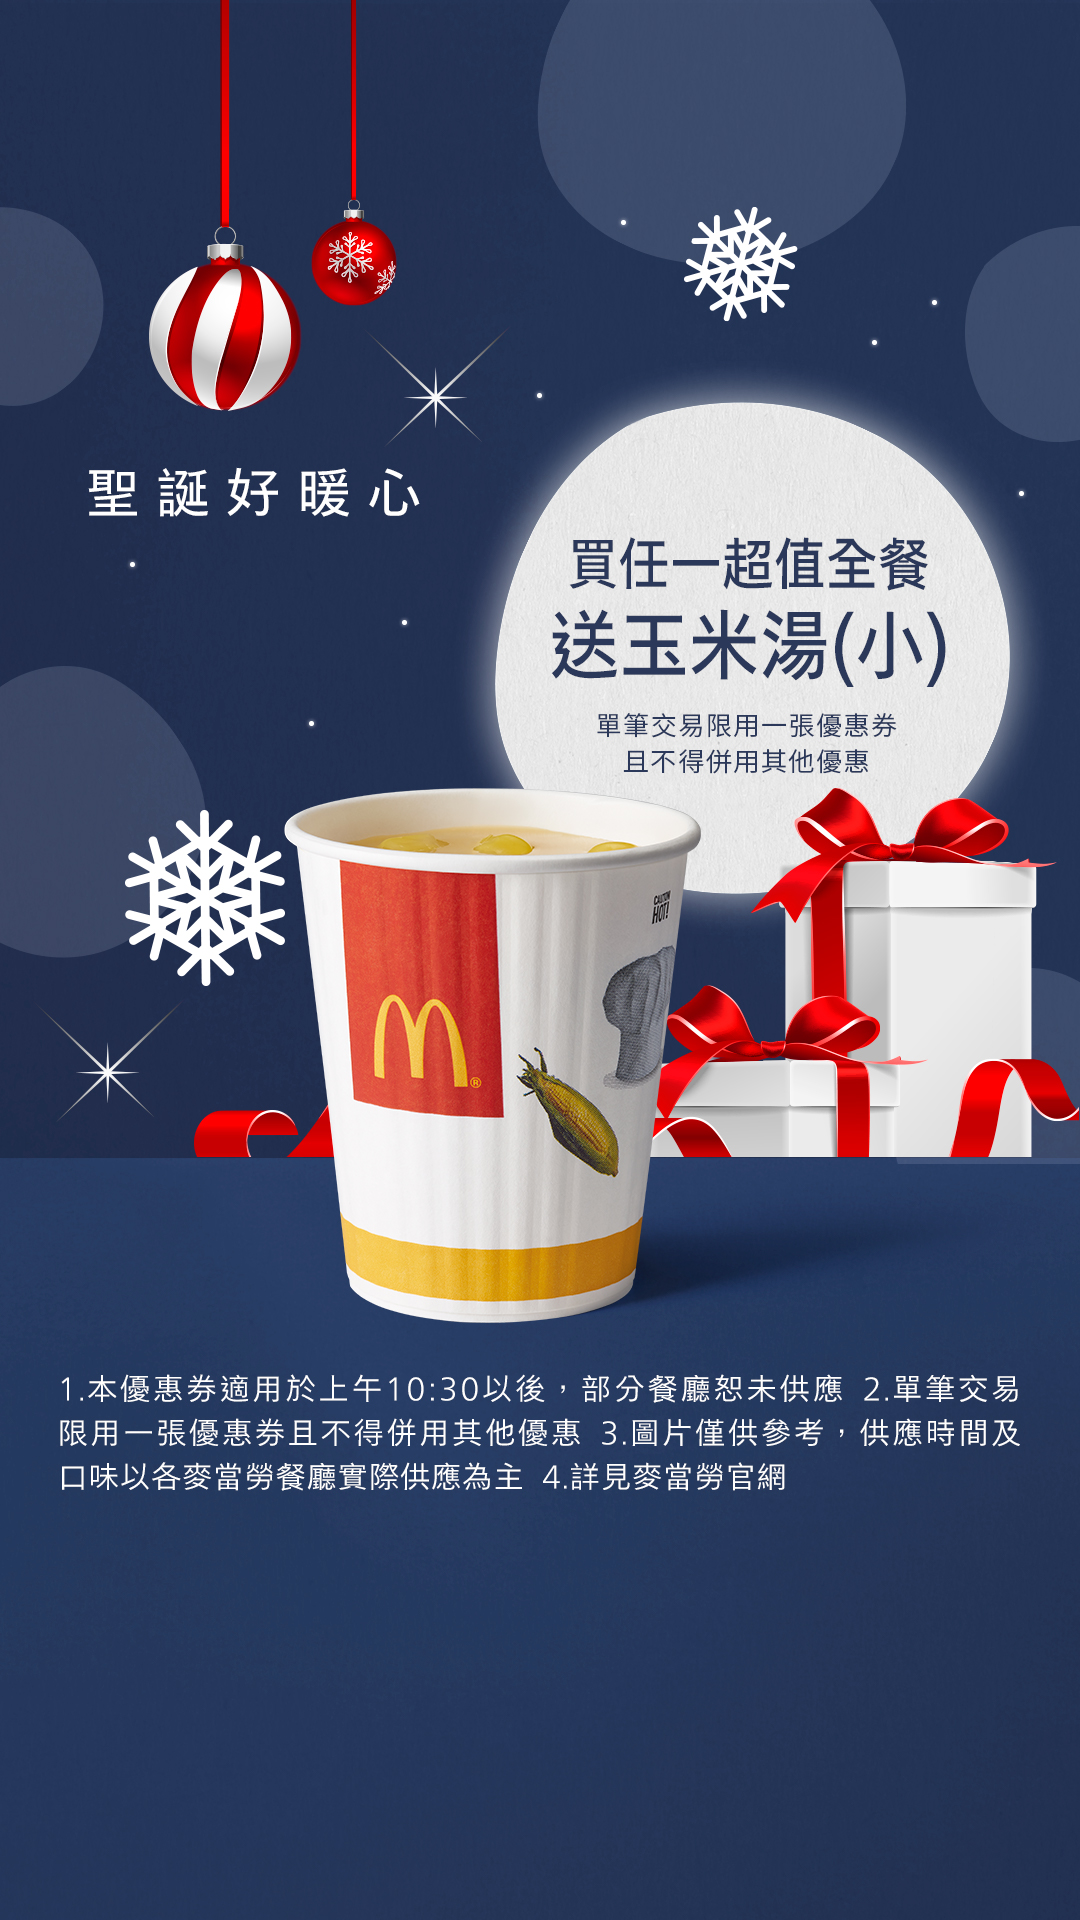 聖誕好暖心
買任一超值全餐
送玉米湯(小)
單筆交易限用一張優惠券
且不得併用其他優惠
CAUTION
HOT!
®
1.本優惠券適用於上午10:30以後，部分餐廳恕未供應 2.單筆交易
限用一張優惠券且不得併用其他優惠 3.圖片僅供參考，供應時間及
口味以各麥當勞餐廳實際供應為主 4.詳見麥當勞官網